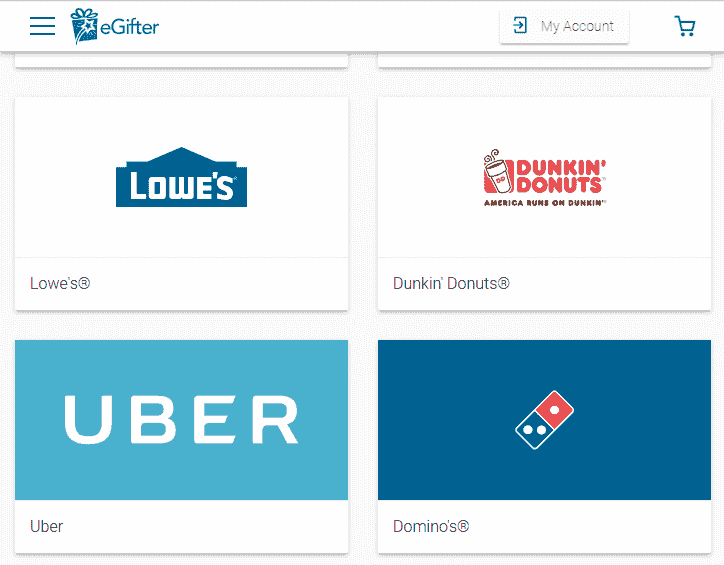 eGifter
My Account
LOWE'S
DUNKIN'
DONUTS
AMERICA RUNS ON DUNKIN'
Lowe's®
Dunkin' Donuts®
UBER
Uber
Domino's®